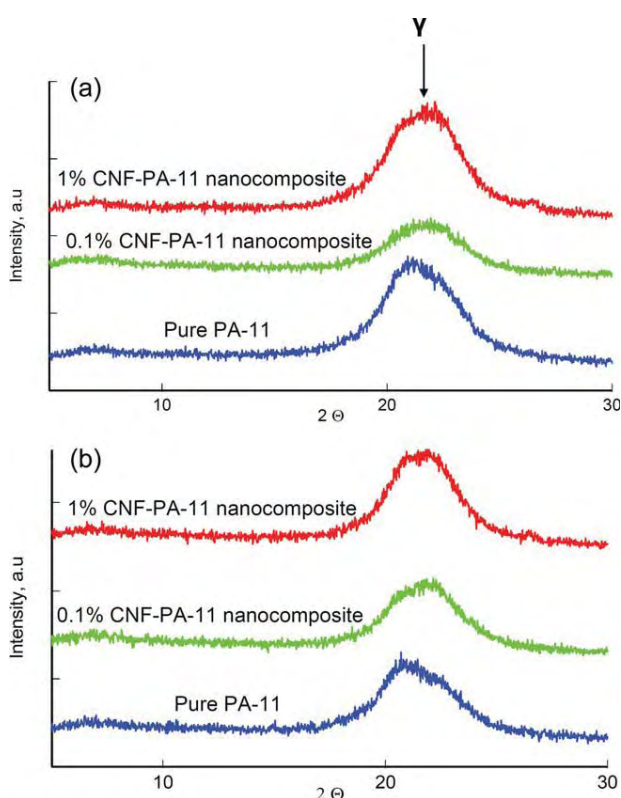 γ
(a)
1% CNF-PA-11 nanocomposite
0.1% CNF-PA-11 nanocomposite
Pure PA-11
Intensity, a.u
10
20
30
2 Θ
(b)
1% CNF-PA-11 nanocomposite
0.1% CNF-PA-11 nanocomposite
Pure PA-11
Intensity, a.u
10
20
30
2 Θ